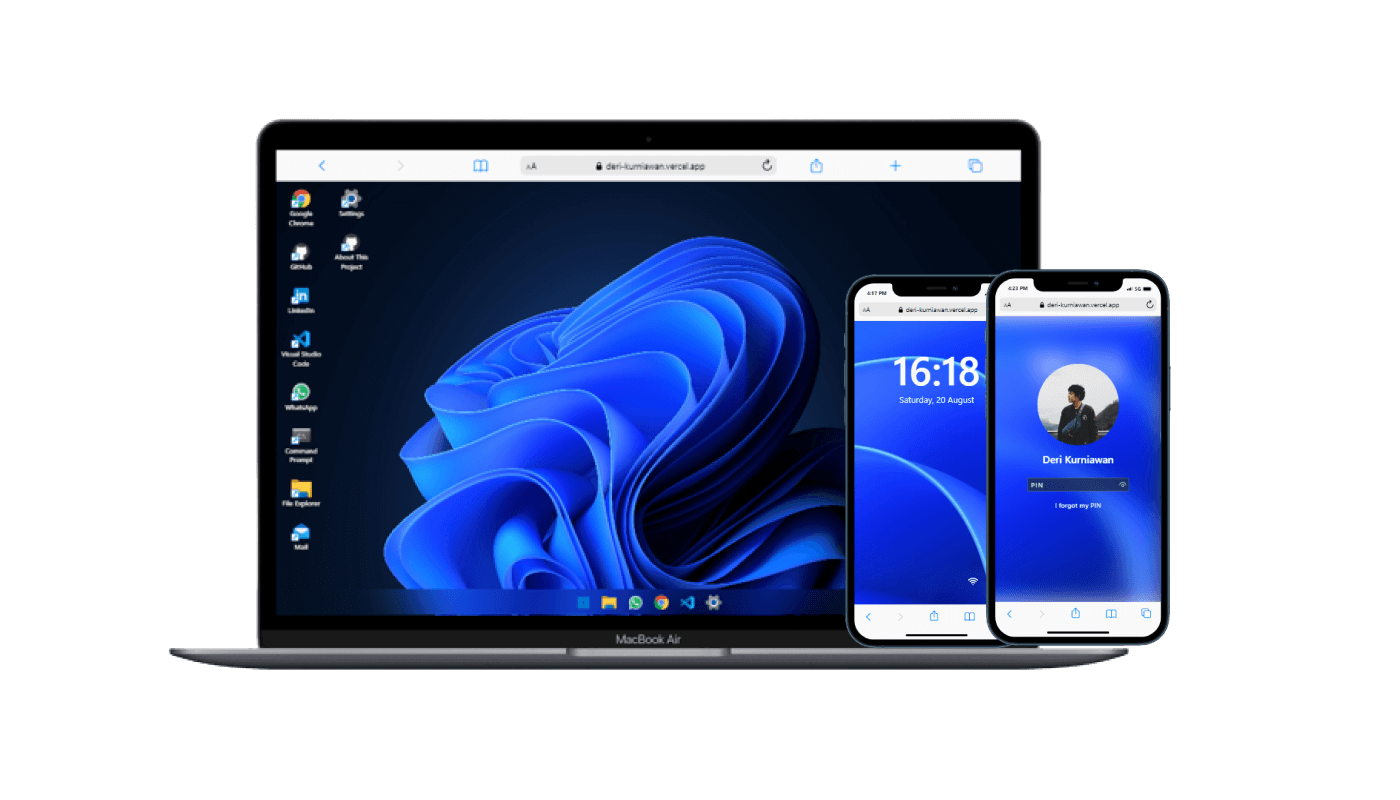 AA
deri-kurniawan.vercel.app
Google
Chrome
Settings
GitHub
About This
Project
in
LinkedIn
Visual Studio
Code
WhatsApp
Command
Prompt
File Explorer
Mail
MacBook Air
4:17 PM
AA
deri-kurniawan.vercel.app
16:18
Saturday, 20 August
4:23 PM
5G
AA
deri-kurniawan.vercel.app
Deri Kurniawan
PIN
I forgot my PIN